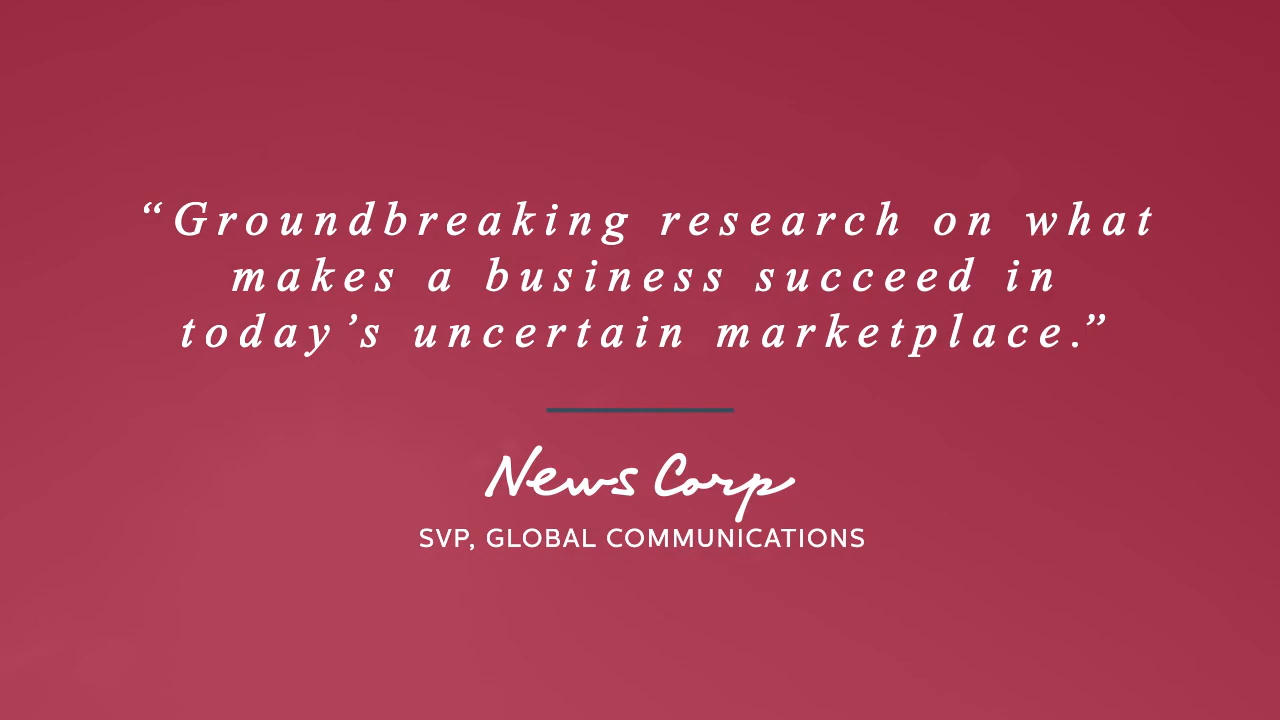 “Groundbreaking research on what
makes a business succeed in
today’s uncertain marketplace.”
News Corp
SVP, GLOBAL COMMUNICATIONS